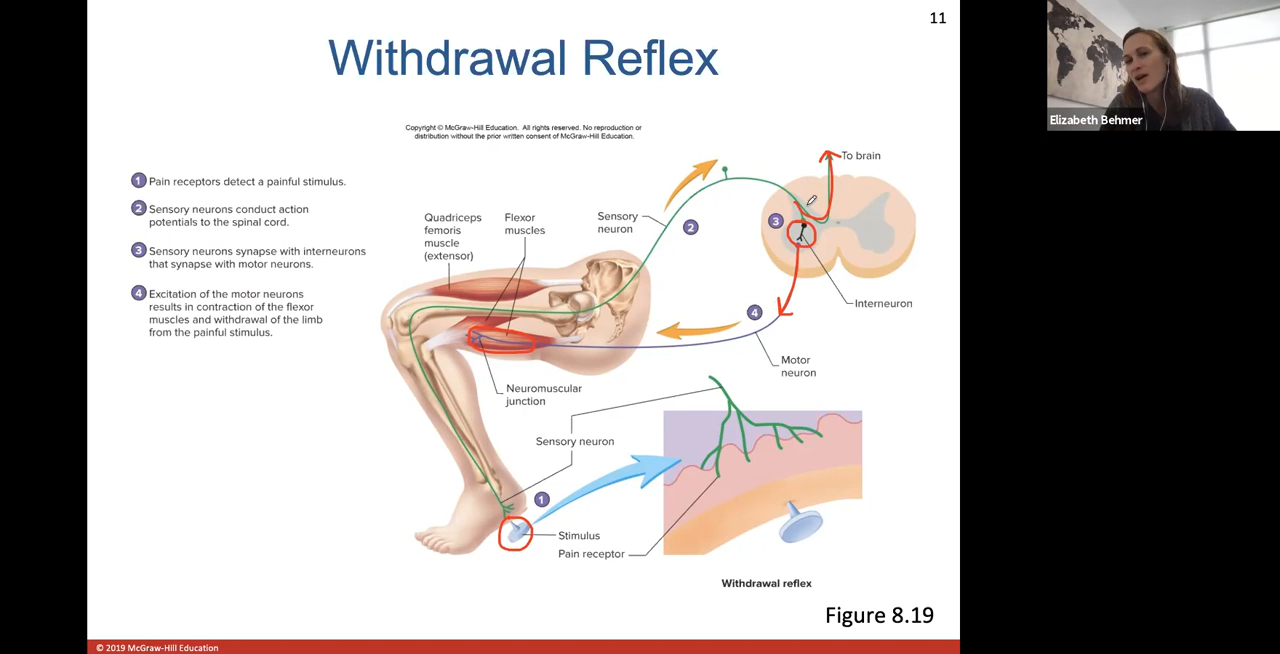 11
Withdrawal Reflex
Elizabeth Behmer
Copyright © McGraw-Hill Education. All rights reserved. No reproduction or
distribution without the prior written consent of McGraw-Hill Education.
1 Pain receptors detect a painful stimulus.
2 Sensory neurons conduct action
potentials to the spinal cord.
3 Sensory neurons synapse with interneurons
that synapse with motor neurons.
4 Excitation of the motor neurons
results in contraction of the flexor
muscles and withdrawal of the limb
from the painful stimulus.
Quadriceps
femoris
muscle
(extensor)
Flexor
muscles
Sensory
neuron
2
To brain
3
Interneuron
4
Motor
neuron
Neuromuscular
junction
Sensory neuron
1
Stimulus
Pain receptor
Withdrawal reflex
Figure 8.19
© 2019 McGraw-Hill Education